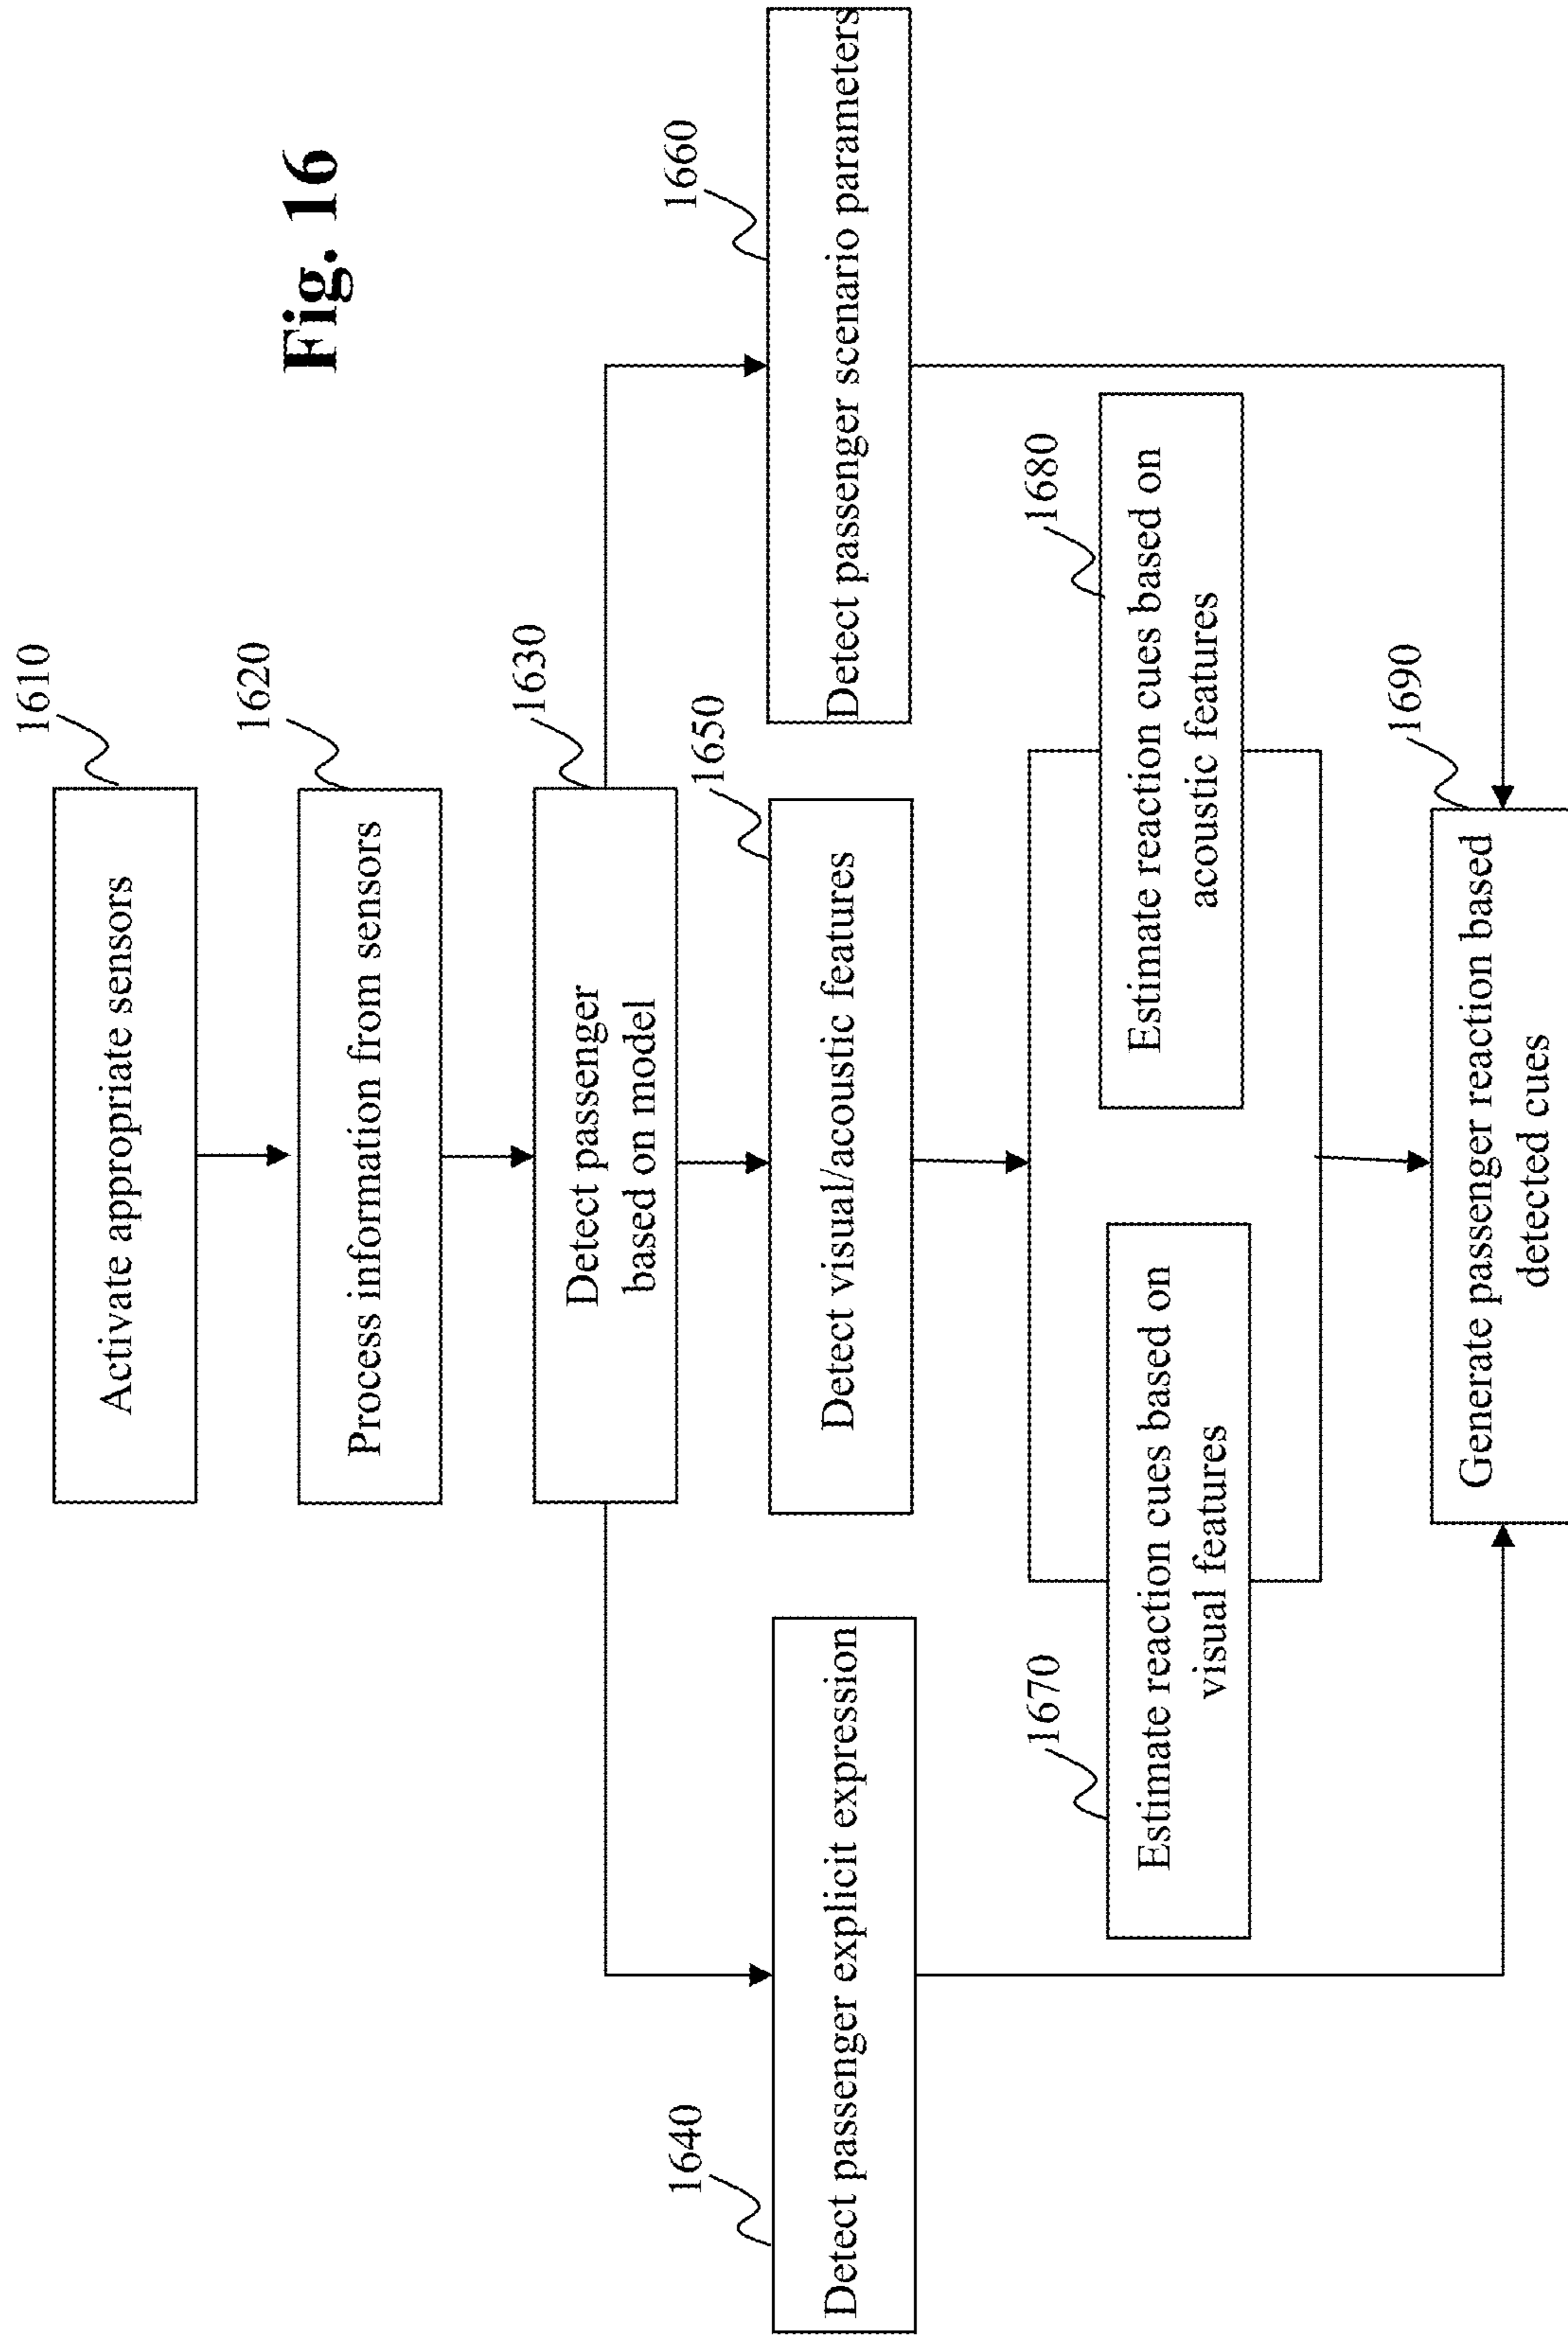 Fig. 16
1610
Activate appropriate sensors
1620
Process information from sensors
1630
Detect passenger
based on model
1640
Detect passenger explicit expression
1650
Detect visual/acoustic features
1660
Detect passenger scenario parameters
1670
Estimate reaction cues based on
visual features
1680
Estimate reaction cues based on
acoustic features
1690
Generate passenger reaction based
detected cues